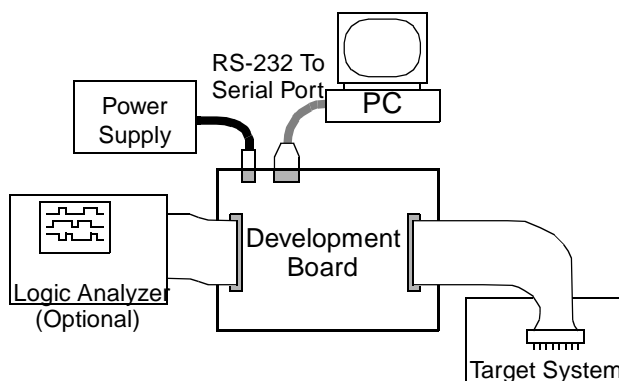 RS-232 To
Serial Port
PC
Power
Supply
Development
Board
Logic Analyzer
(Optional)
Target System